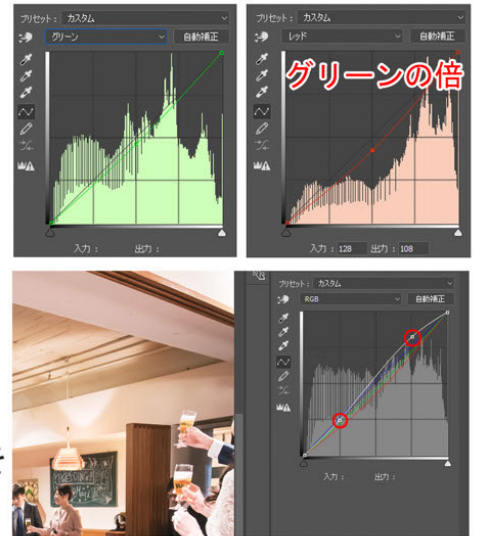 プリセット： カスタム
グリーン
自動補正
入力：
出力：
プリセット： カスタム
レッド
自動補正
グリーンの倍
入力： 128
出力： 108
プリセット： カスタム
RGB
自動補正
入力：
出力：